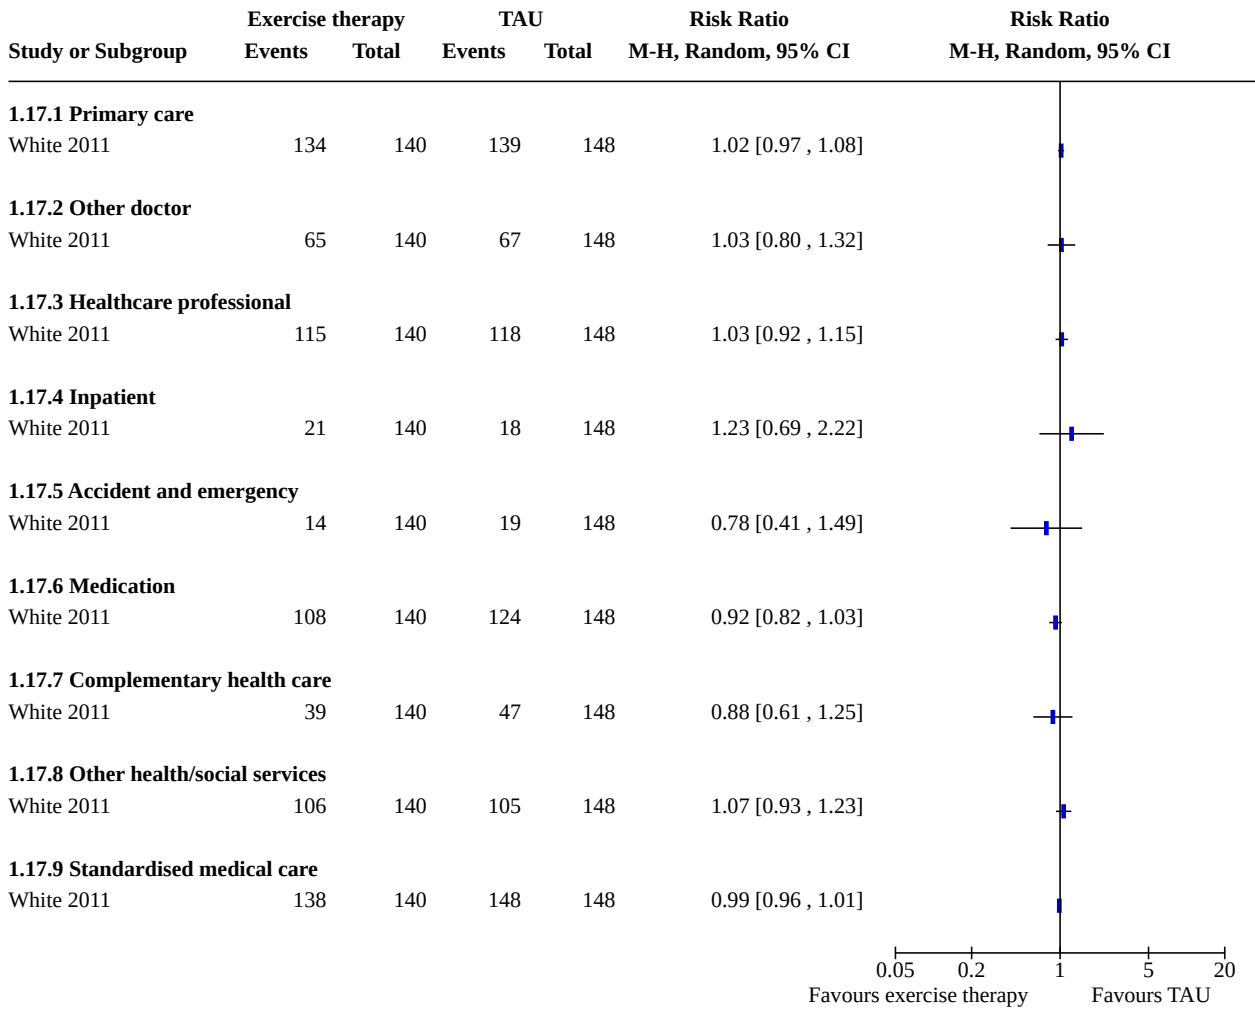 Exercise therapy TAU Risk Ratio Risk Ratio
Study or Subgroup Events Total Events Total M-H, Random, 95% CI M-H, Random, 95% CI
1.17.1 Primary care
White 2011 134 140 139 148 1.02 [0.97 , 1.08]
1.17.2 Other doctor
White 2011 65 140 67 148 1.03 [0.80 , 1.32]
1.17.3 Healthcare professional
White 2011 115 140 118 148 1.03 [0.92 , 1.15]
1.17.4 Inpatient
White 2011 21 140 18 148 1.23 [0.69 , 2.22]
1.17.5 Accident and emergency
White 2011 14 140 19 148 0.78 [0.41 , 1.49]
1.17.6 Medication
White 2011 108 140 124 148 0.92 [0.82 , 1.03]
1.17.7 Complementary health care
White 2011 39 140 47 148 0.88 [0.61 , 1.25]
1.17.8 Other health/social services
White 2011 106 140 105 148 1.07 [0.93 , 1.23]
1.17.9 Standardised medical care
White 2011 138 140 148 148 0.99 [0.96 , 1.01]
0.05 0.2 1 5 20
Favours exercise therapy Favours TAU